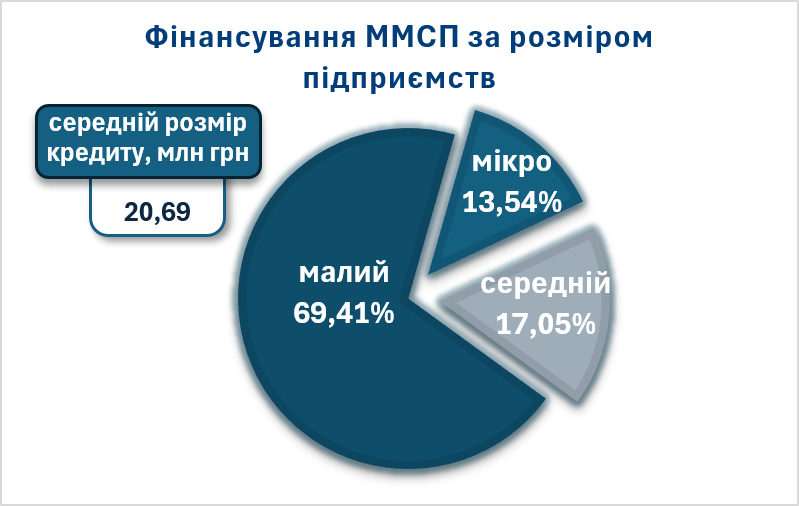 Фінансування ММСП за розміром
підприємств
середній розмір
кредиту, млн грн
20,69
мікро
13,54%
середній
17,05%
малий
69,41%